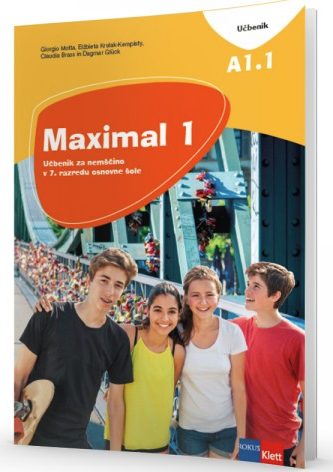 Giorgio Motta, Elżbieta Krulak-Kempisty,
Claudia Brass in Dagmar Glück
Učbenik
A1.1
Maximal 1
Učbenik za nemščino
v 7. razredu osnovne šole
ROKUS
Klett